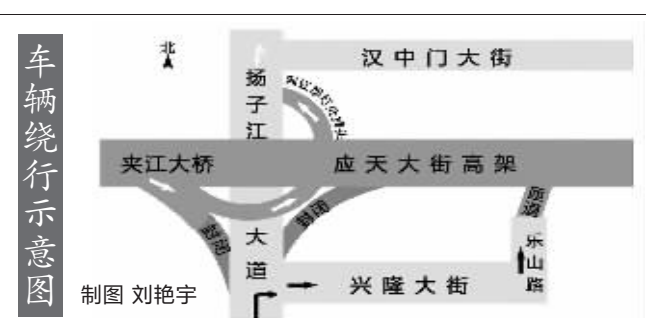 车辆绕行示意图
北
汉中门大街
扬子江
夹江大桥
应天大街高架
封闭
封闭
大道
乐山路
兴隆大街
制图 刘艳宇